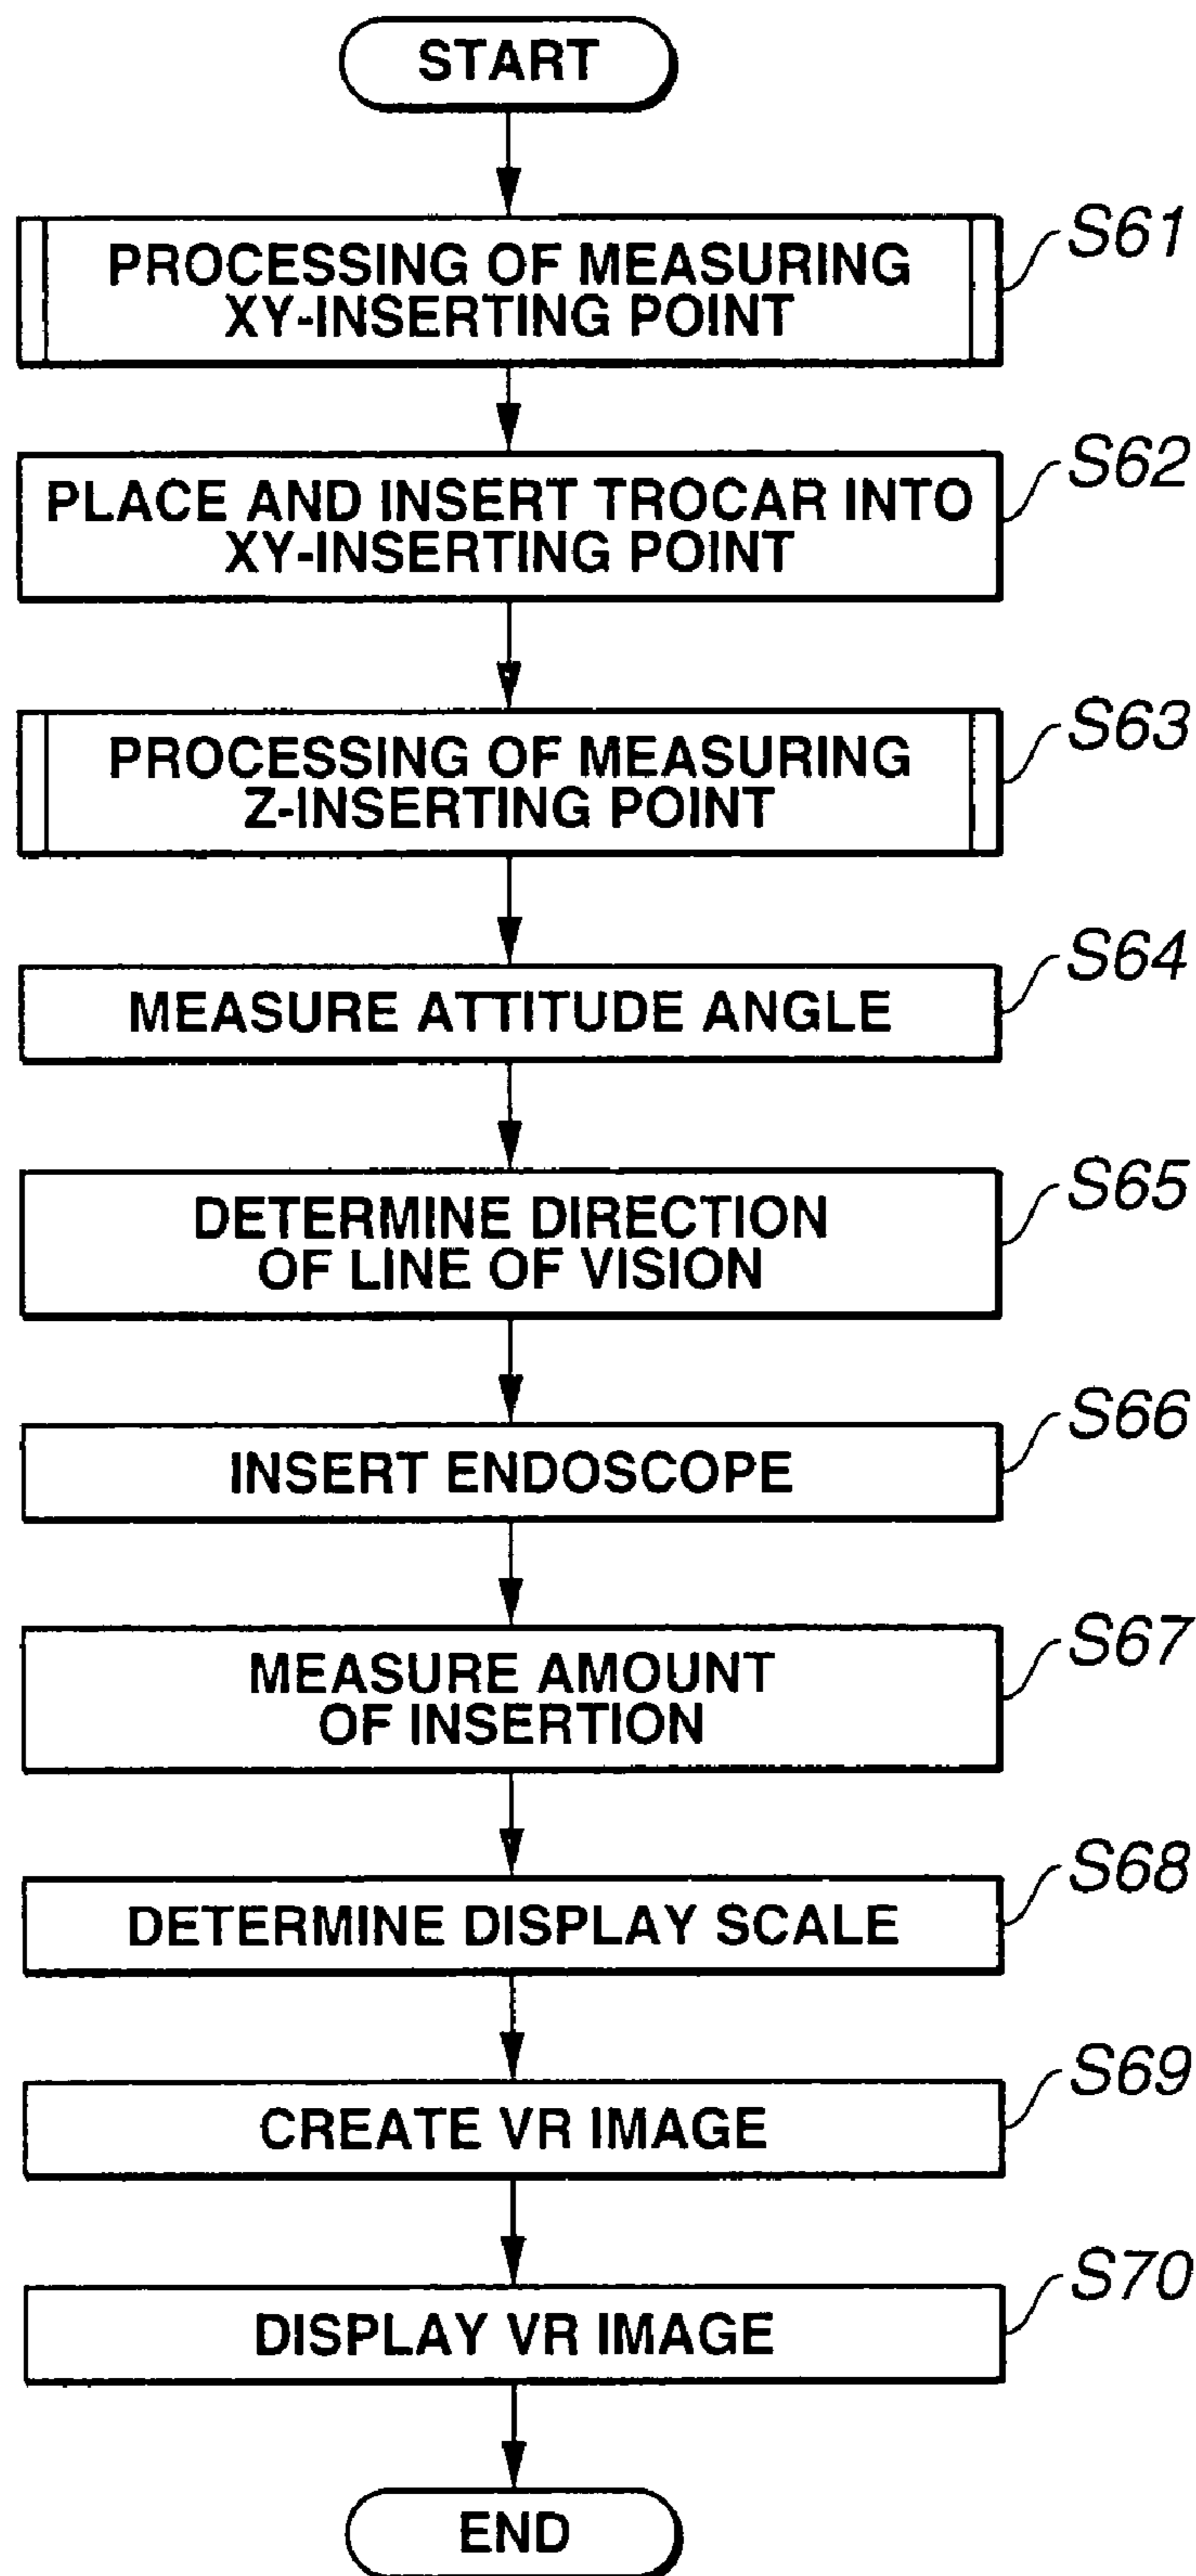 START
PROCESSING OF MEASURING
XY-INSERTING POINT
S61
PLACE AND INSERT TROCAR INTO
XY-INSERTING POINT
S62
PROCESSING OF MEASURING
Z-INSERTING POINT
S63
MEASURE ATTITUDE ANGLE
S64
DETERMINE DIRECTION
OF LINE OF VISION
S65
INSERT ENDOSCOPE
S66
MEASURE AMOUNT
OF INSERTION
S67
DETERMINE DISPLAY SCALE
S68
CREATE VR IMAGE
S69
DISPLAY VR IMAGE
S70
END